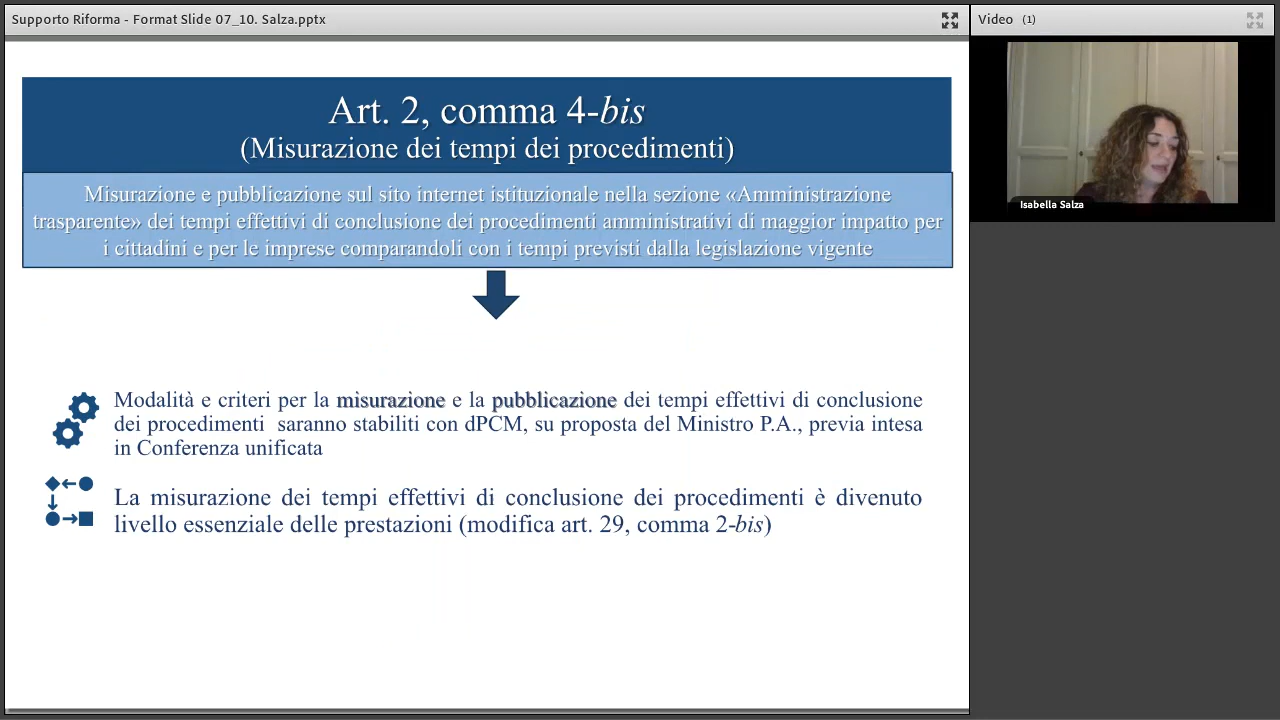 Supporto Riforma - Format Slide 07_10. Salza.pptx
Video (1)
Art. 2, comma 4-bis
(Misurazione dei tempi dei procedimenti)
Misurazione e pubblicazione sul sito internet istituzionale nella sezione «Amministrazione
trasparente» dei tempi effettivi di conclusione dei procedimenti amministrativi di maggior impatto per
i cittadini e per le imprese comparandoli con i tempi previsti dalla legislazione vigente
Modalità e criteri per la misurazione e la pubblicazione dei tempi effettivi di conclusione
dei procedimenti saranno stabiliti con dPCM, su proposta del Ministro P.A., previa intesa
in Conferenza unificata
La misurazione dei tempi effettivi di conclusione dei procedimenti è divenuto
livello essenziale delle prestazioni (modifica art. 29, comma 2-bis)
Isabella Salza